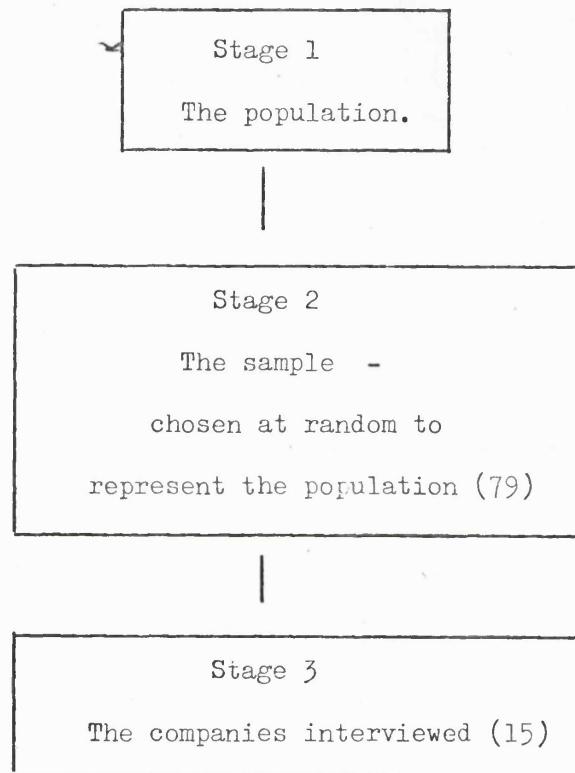 Stage 1
The population.
Stage 2
The sample -
chosen at random to
represent the population (79)
Stage 3
The companies interviewed (15)